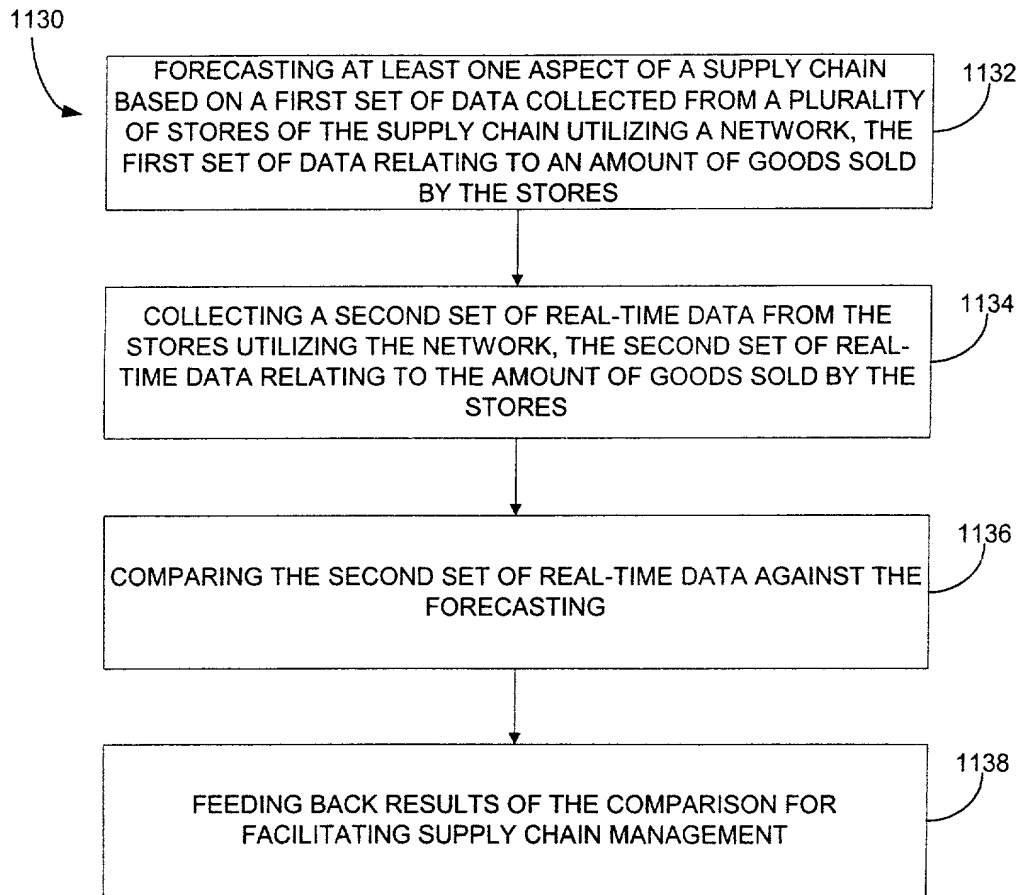 1130
FORECASTING AT LEAST ONE ASPECT OF A SUPPLY CHAIN
BASED ON A FIRST SET OF DATA COLLECTED FROM A PLURALITY
OF STORES OF THE SUPPLY CHAIN UTILIZING A NETWORK, THE
FIRST SET OF DATA RELATING TO AN AMOUNT OF GOODS SOLD
BY THE STORES
1132
COLLECTING A SECOND SET OF REAL-TIME DATA FROM THE
STORES UTILIZING THE NETWORK, THE SECOND SET OF REAL-
TIME DATA RELATING TO THE AMOUNT OF GOODS SOLD BY THE
STORES
1134
COMPARING THE SECOND SET OF REAL-TIME DATA AGAINST THE
FORECASTING
1136
FEEDING BACK RESULTS OF THE COMPARISON FOR
FACILITATING SUPPLY CHAIN MANAGEMENT
1138